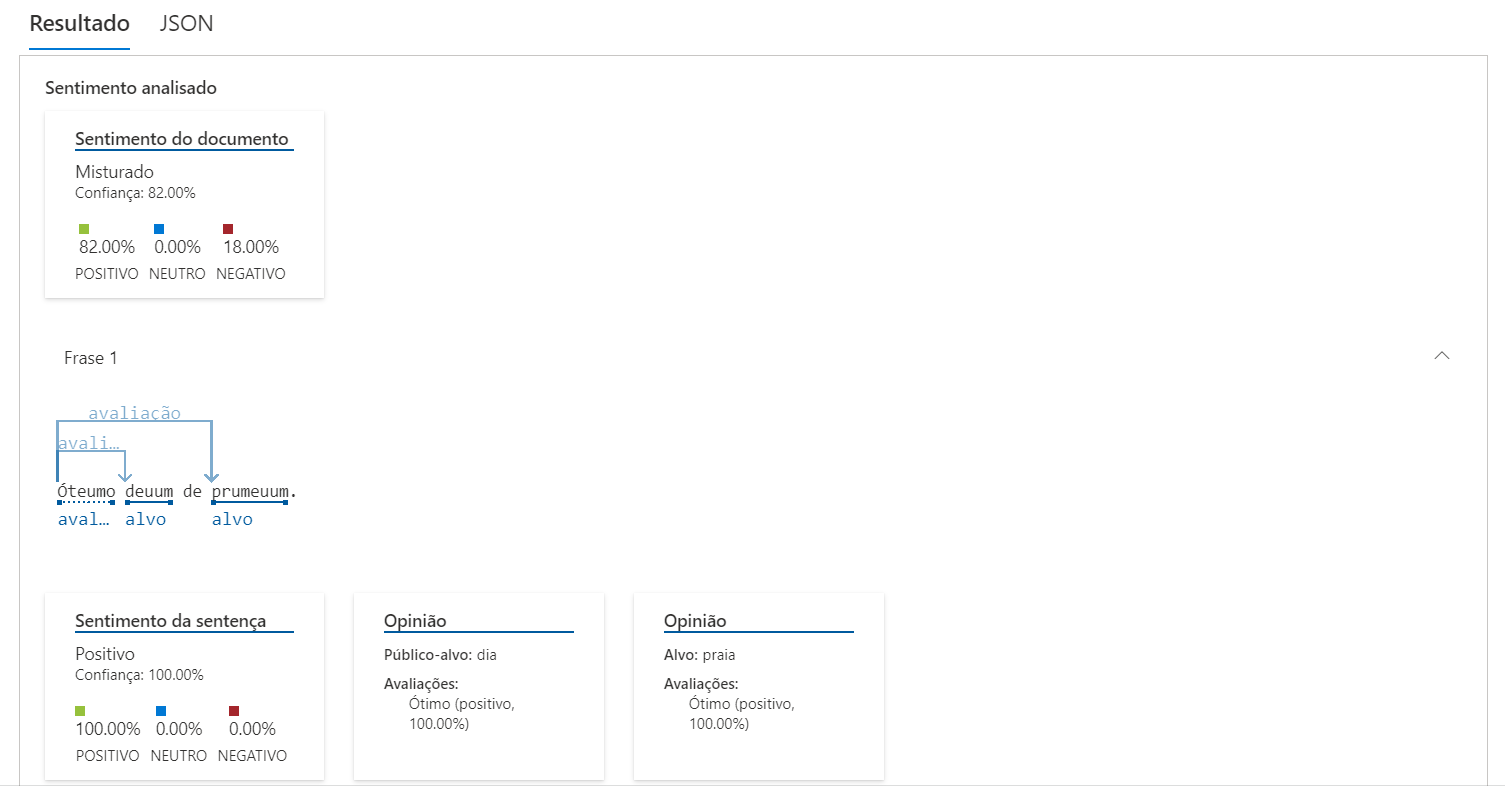 Resultado JSON
Sentimento analisado
Sentimento do documento
Misturado
Confiança: 82.00%
82.00% 0.00% 18.00%
POSITIVO NEUTRO NEGATIVO
Frase 1
avaliação
avali...
Óteumo deuum de prumeuum.
aval... alvo alvo
Sentimento da sentença
Positivo
Confiança: 100.00%
100.00% 0.00% 0.00%
POSITIVO NEUTRO NEGATIVO
Opinião
Público-alvo: dia
Avaliações:
Ótimo (positivo,
100.00%)
Opinião
Alvo: praia
Avaliações:
Ótimo (positivo,
100.00%)